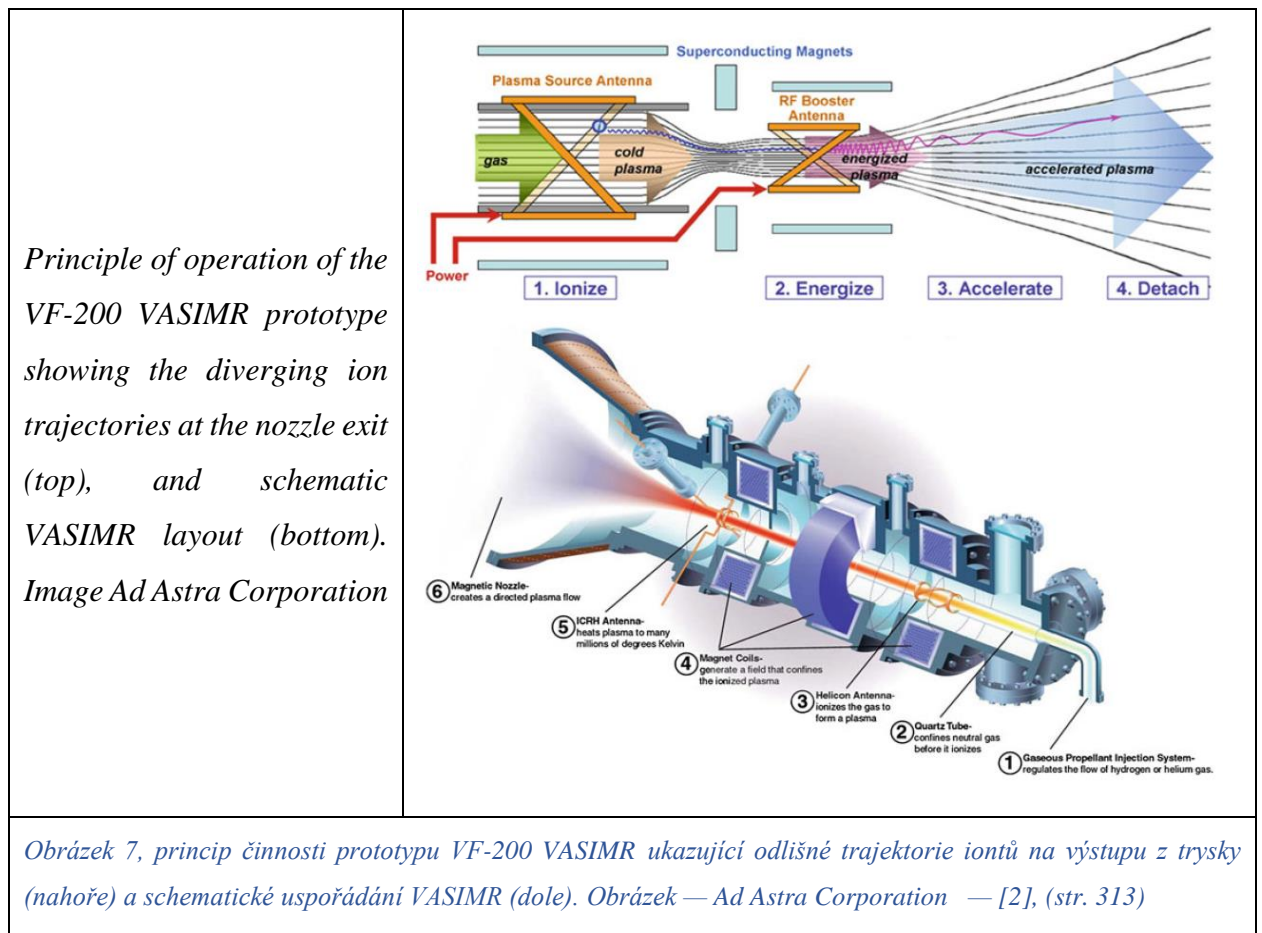 Principle of operation of the
VF-200 VASIMR prototype
showing the diverging ion
trajectories at the nozzle exit
(top), and schematic
VASIMR layout (bottom).
Image Ad Astra Corporation
Superconducting Magnets
Plasma Source Antenna
RF Booster
Antenna
gas
cold
plasma
energized
plasma
accelerated plasma
Power
1. Ionize
2. Energize
3. Accelerate
4. Detach
6 Magnetic Nozzle-
creates a directed plasma flow
5 ICRH Antenna-
heats plasma to many
millions of degrees Kelvin
4 Magnet Coils-
generate a field that confines
the ionized plasma
3 Helicon Antenna-
ionizes the gas to
form a plasma
2 Quartz Tube-
confines neutral gas
before it ionizes
1 Gaseous Propellant Injection System-
regulates the flow of hydrogen or helium gas.
Obrázek 7, princip činnosti prototypu VF-200 VASIMR ukazující odlišné trajektorie iontů na výstupu z trysky
(nahoře) a schematické uspořádání VASIMR (dole). Obrázek — Ad Astra Corporation — [2], (str. 313)